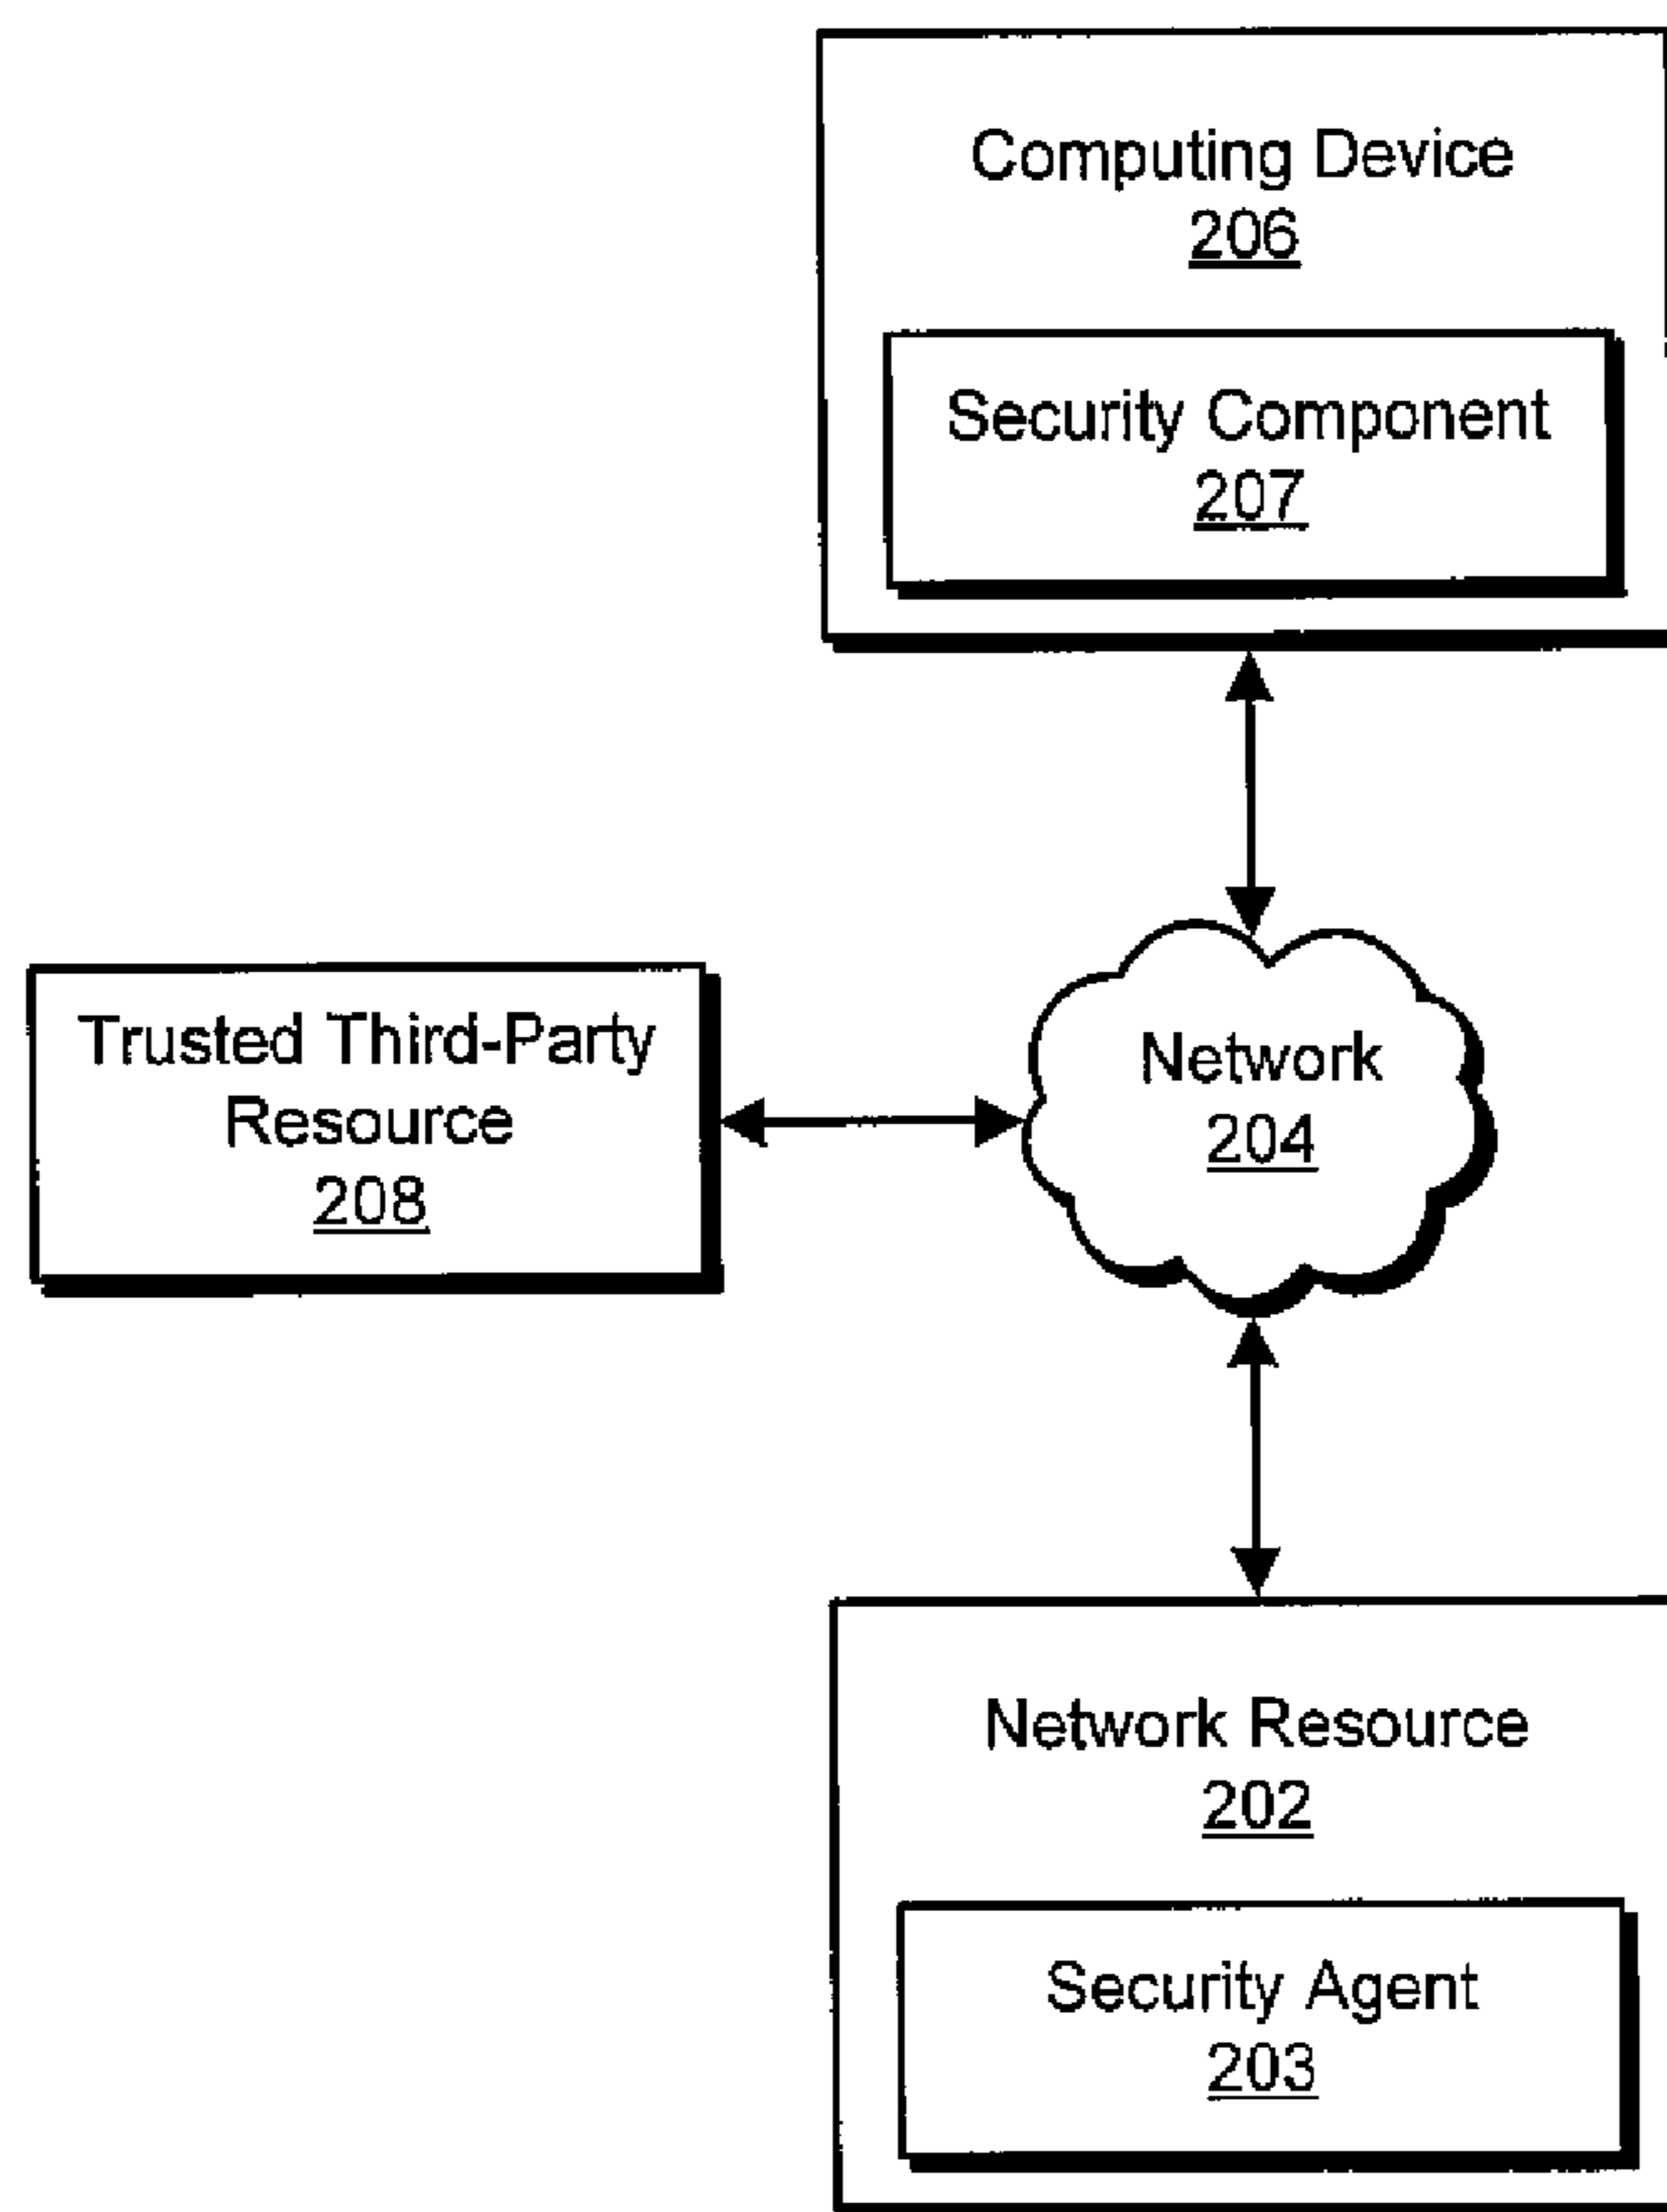 Computing Device
206
Security Component
207
Trusted Third-Party
Resource
208
Network
204
Network Resource
202
Security Agent
203